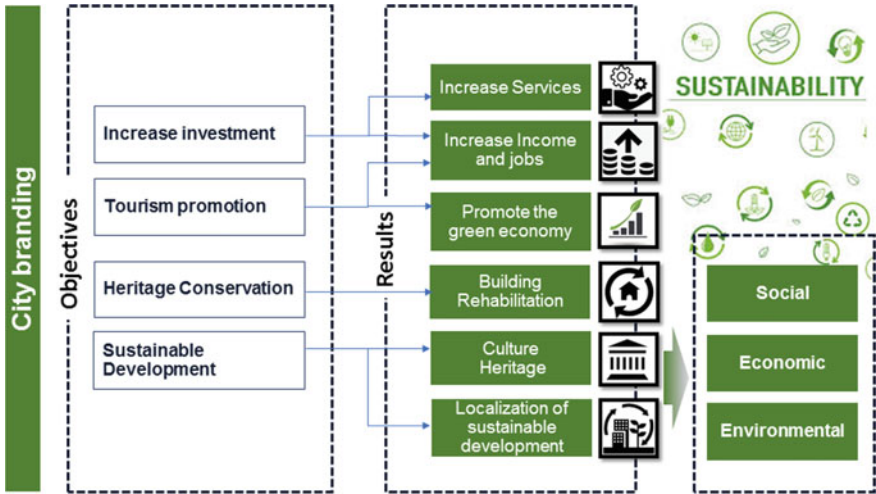 City branding
Objectives
Increase investment
Tourism promotion
Heritage Conservation
Sustainable
Development
Results
Increase Services
Increase Income
and jobs
Promote the
green economy
Building
Rehabilitation
Culture
Heritage
Localization of
sustainable
development
SUSTAINABILITY
Social
Economic
Environmental